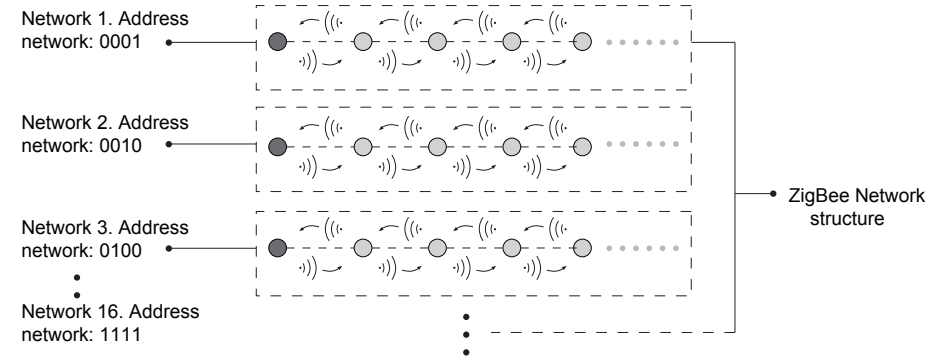 Network 1. Address
network: 0001
Network 2. Address
network: 0010
Network 3. Address
network: 0100
Network 16. Address
network: 1111
ZigBee Network
structure